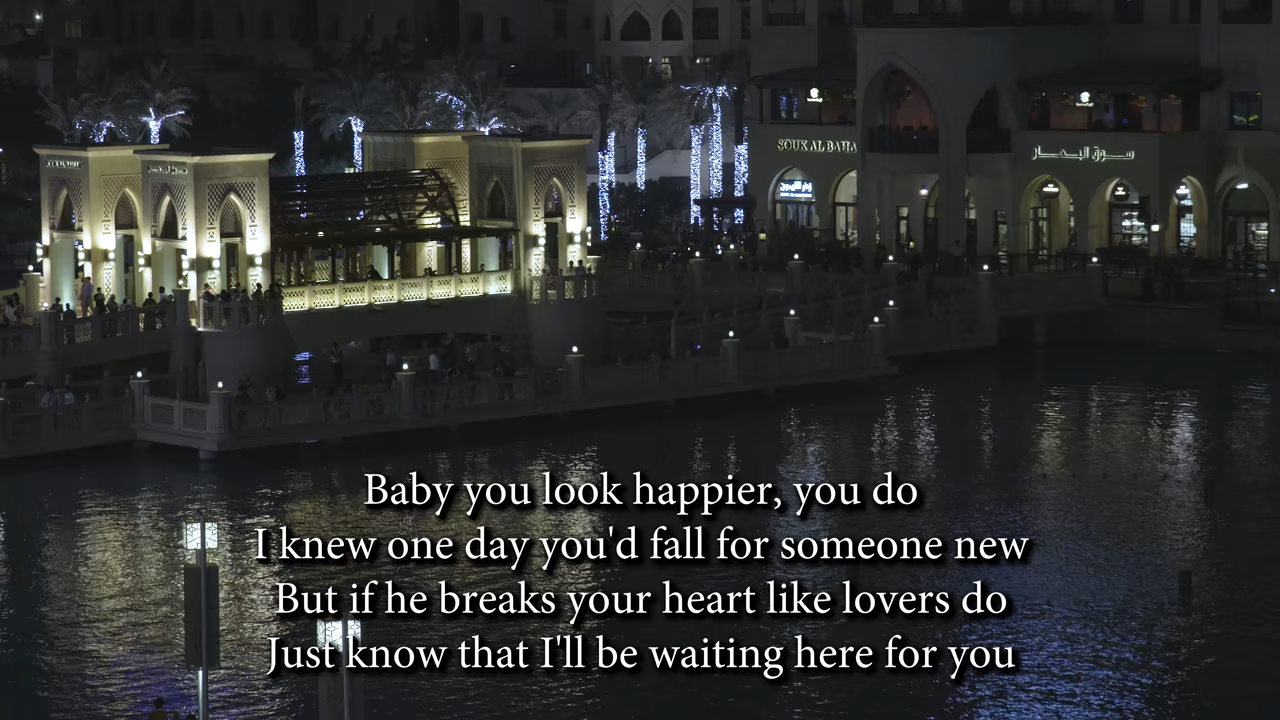 SOUK AL BAHA
سوق البحار
Baby you look happier, you do
I knew one day you'd fall for someone new
But if he breaks your heart like lovers do
Just know that I'll be waiting here for you